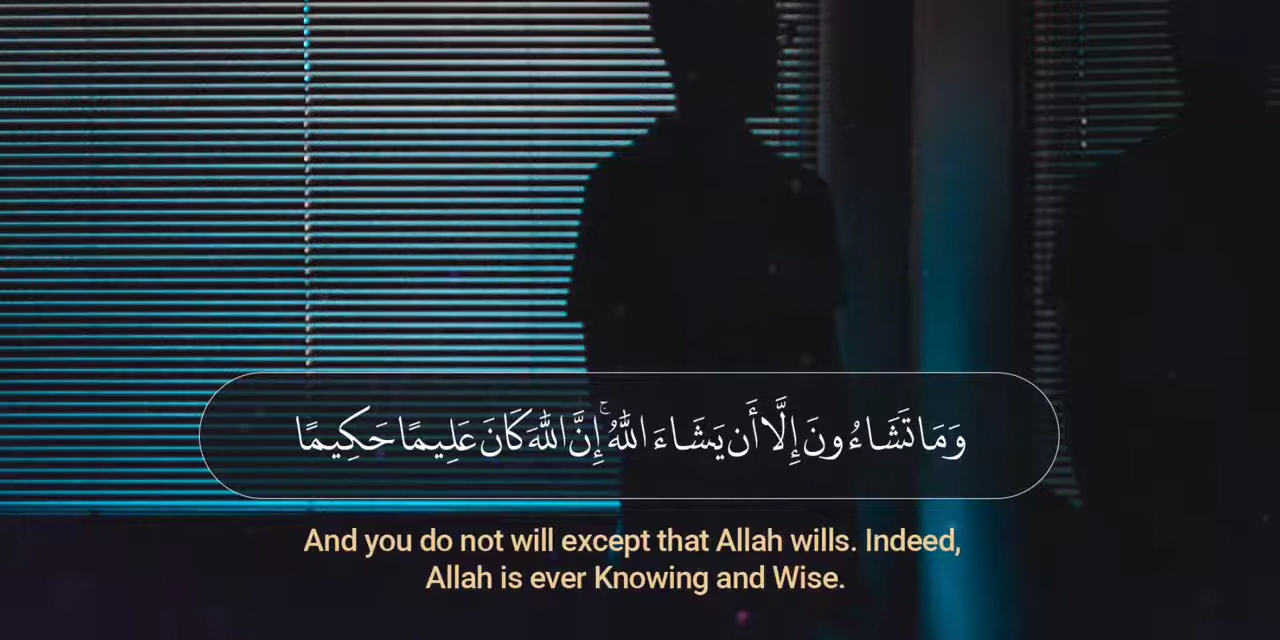 وَمَا تَشَاءُونَ إِلَّا أَن يَشَاءَ اللَّهُ ۚ إِنَّ اللَّهَ كَانَ عَلِيمًا حَكِيمًا
And you do not will except that Allah wills. Indeed,
Allah is ever Knowing and Wise.